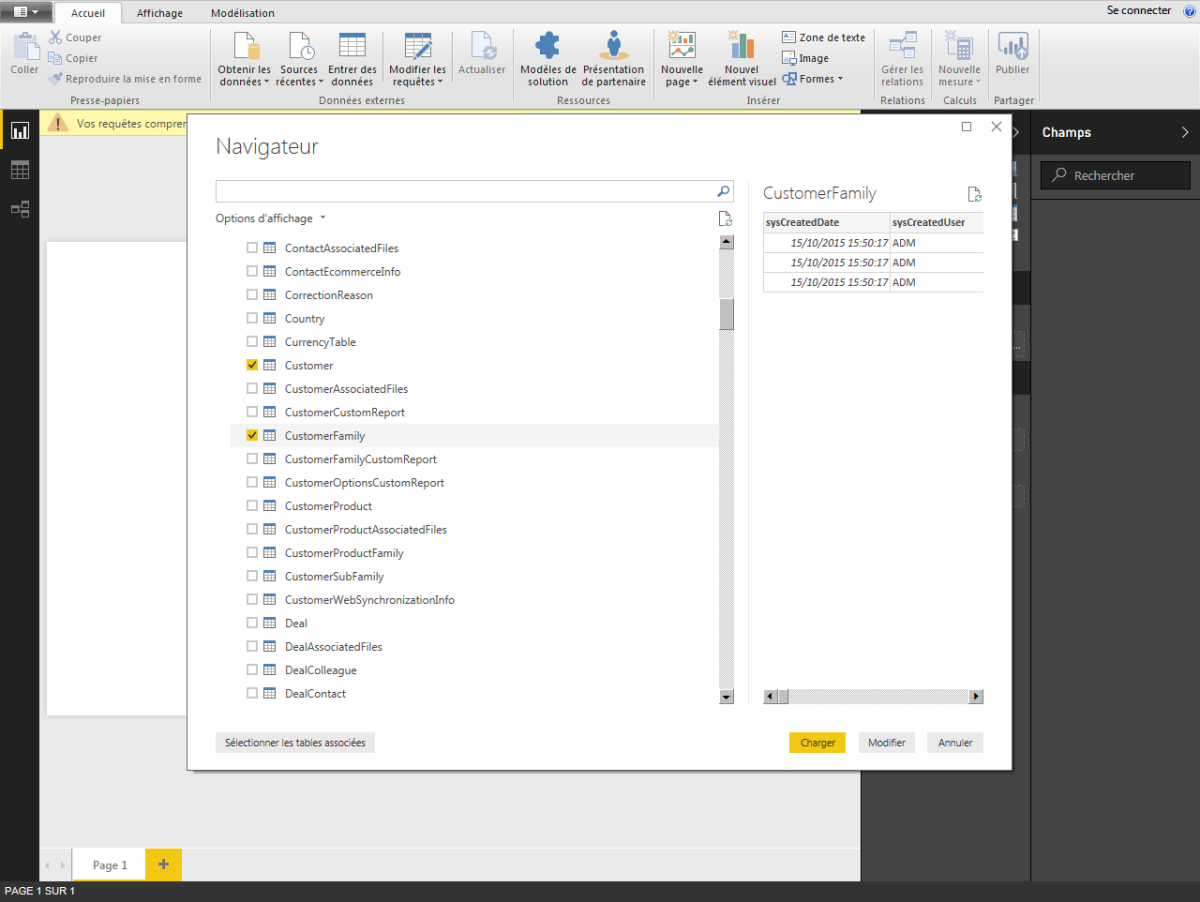 Accueil
Affichage
Modélisation
Se connecter
Coller
Couper
Copier
Reproduire la mise en forme
Presse-papiers
Obtenir les données
Sources récentes
Entrer des données
Modifier les requêtes
Actualiser
Données externes
Modèles de solution
Présentation de partenaire
Ressources
Nouvelle page
Nouvel élément visuel
Zone de texte
Image
Formes
Insérer
Gérer les relations
Relations
Nouvelle mesure
Calculs
Publier
Partager
Vos requêtes compren
Navigateur
Options d'affichage
ContactAssociatedFiles
ContactEcommerceInfo
CorrectionReason
Country
CurrencyTable
Customer
CustomerAssociatedFiles
CustomerCustomReport
CustomerFamily
CustomerFamilyCustomReport
CustomerOptionsCustomReport
CustomerProduct
CustomerProductAssociatedFiles
CustomerProductFamily
CustomerSubFamily
CustomerWebSynchronizationInfo
Deal
DealAssociatedFiles
DealColleague
DealContact
Sélectionner les tables associées
CustomerFamily
sysCreatedDate sysCreatedUser
15/10/2015 15:50:17 ADM
15/10/2015 15:50:17 ADM
15/10/2015 15:50:17 ADM
Charger
Modifier
Annuler
Champs
Rechercher
Page 1
PAGE 1 SUR 1